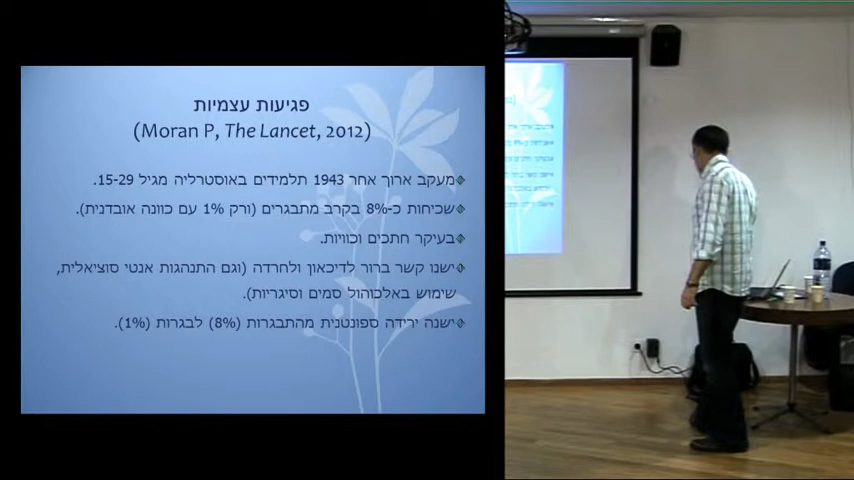 פגיעות עצמיות
(Moran P, The Lancet, 2012)
מעקב ארוך אחר 1943 תלמידים באוסטרליה מגיל 15-29.
שכיחות כ-8% בקרב מתבגרים (ורק 1% עם כוונה אובדנית).
בעיקר חתכים וכוויות.
ישנו קשר ברור לדיכאון ולחרדה (וגם התנהגות אנטי סוציאלית,
שימוש באלכוהול סמים וסיגריות).
ישנה ירידה ספונטנית מהתבגרות (8%) לבגרות (1%).